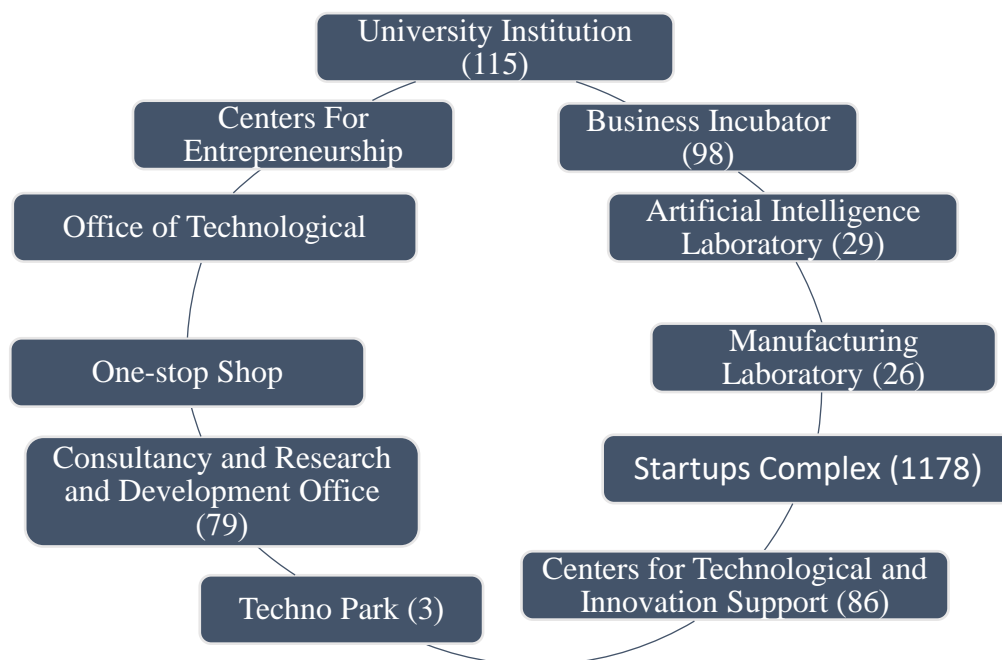 University Institution
(115)
Business Incubator
(98)
Artificial Intelligence
Laboratory (29)
Manufacturing
Laboratory (26)
Startups Complex (1178)
Centers for Technological and
Innovation Support (86)
Techno Park (3)
Consultancy and Research
and Development Office
(79)
One-stop Shop
Office of Technological
Centers For
Entrepreneurship